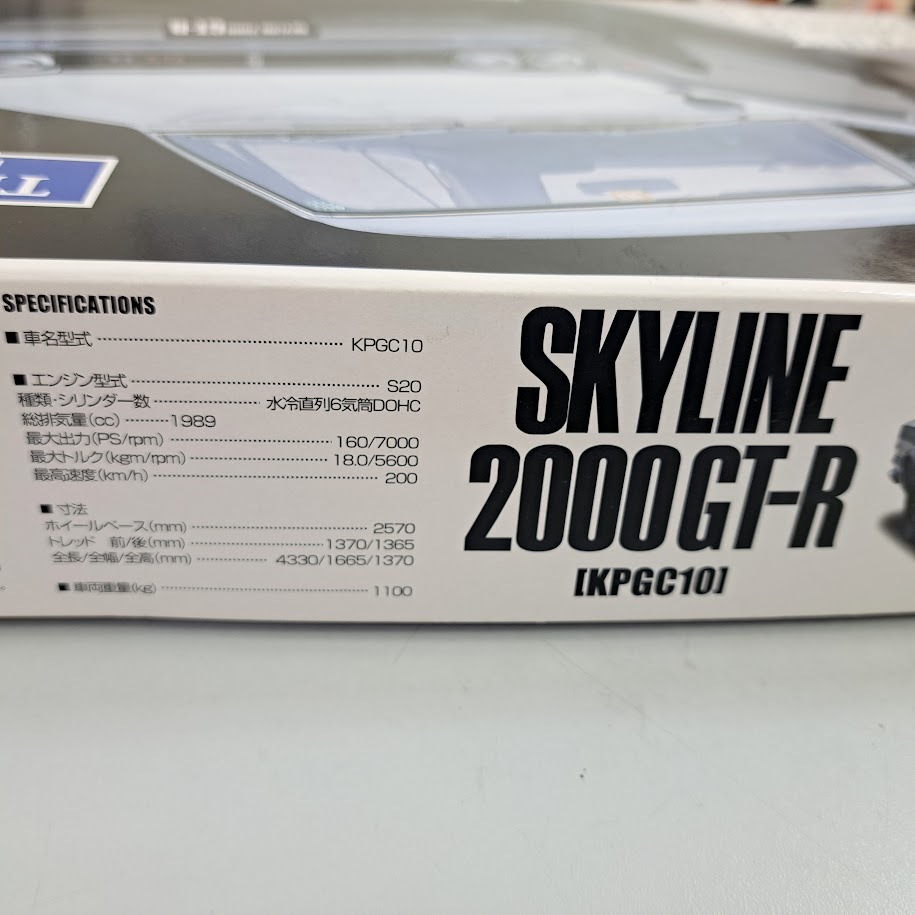 SPECIFICATIONS
■ 車名型式 KPGC10
■ エンジン型式 S20
種類・シリンダー数 水冷直列6気筒DOHC
総排気量(cc) 1989
最大出力(PS/rpm) 160/7000
最大トルク(kgm/rpm) 18.0/5600
最高速度(km/h) 200
■ 寸法
ホイールベース(mm) 2570
トレッド 前/後(mm) 1370/1365
全長/全幅/全高(mm) 4330/1665/1370
■ 車両重量(kg) 1100
SKYLINE
2000GT-R
[KPGC10]